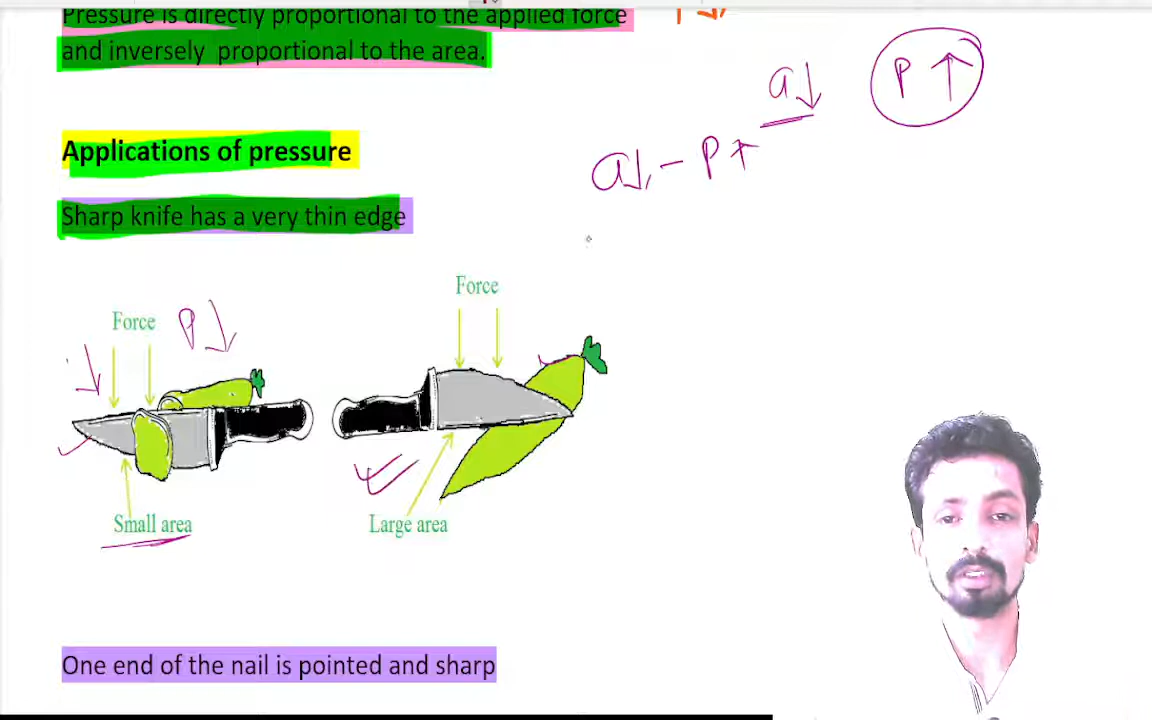 Pressure is directly proportional to the applied force
and inversely proportional to the area.
a↓ P↑
Applications of pressure
a↓ - P↑
Sharp knife has a very thin edge
Force
Force
P↓
Small area
Large area
One end of the nail is pointed and sharp